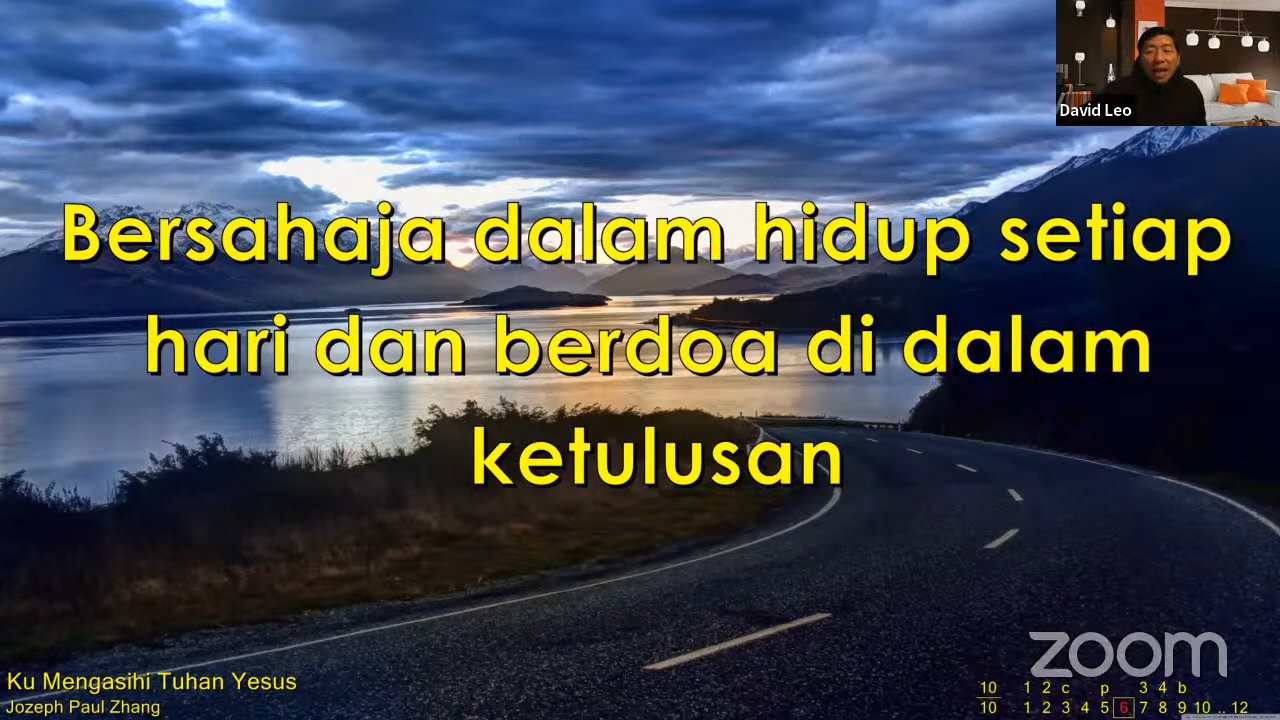 David Leo
Bersahaja dalam hidup setiap
hari dan berdoa di dalam
ketulusan
zoom
Ku Mengasihi Tuhan Yesus
Jozeph Paul Zhang
10 1 2 c p 3 4 b
10 1 2 3 4 5 6 7 8 9 10 .. 12